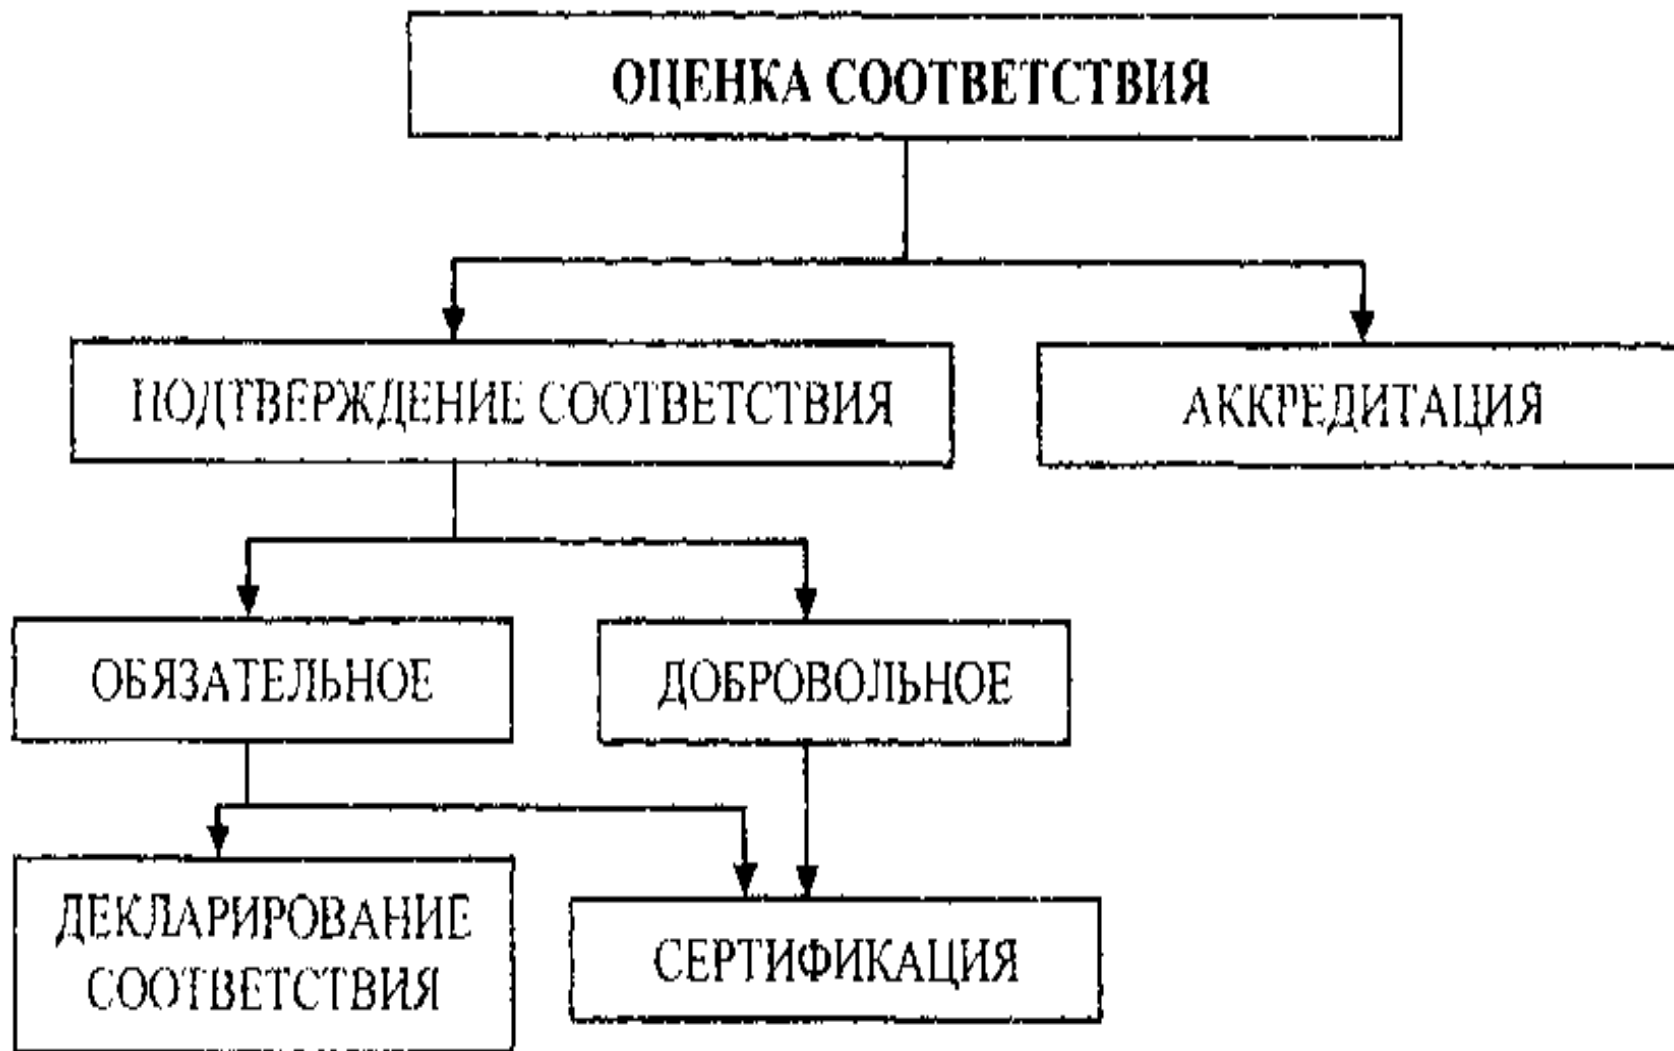 ОЦЕНКА СООТВЕТСТВИЯ
ПОДТВЕРЖДЕНИЕ СООТВЕТСТВИЯ
АККРЕДИТАЦИЯ
ОБЯЗАТЕЛЬНОЕ
ДОБРОВОЛЬНОЕ
ДЕКЛАРИРОВАНИЕ
СООТВЕТСТВИЯ
СЕРТИФИКАЦИЯ